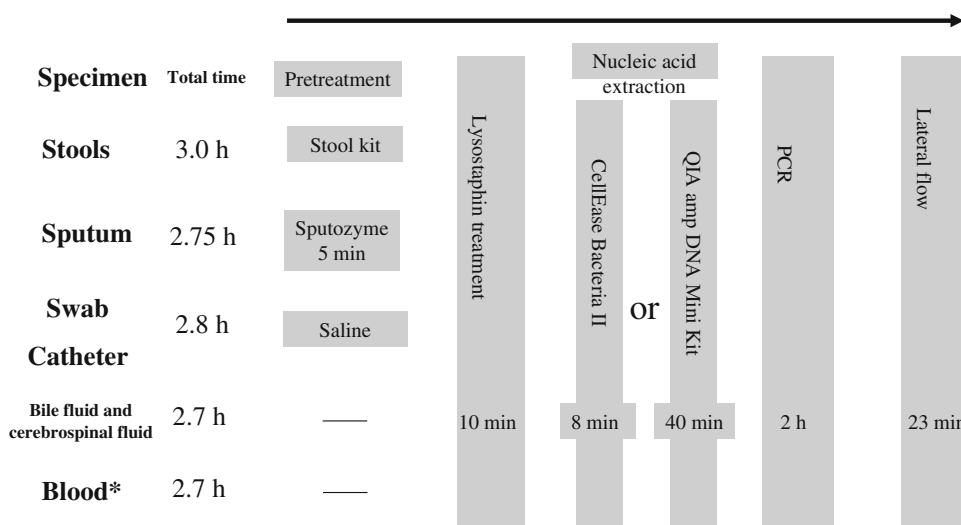 Specimen Total time Pretreatment
Nucleic acid
extraction
Stools 3.0 h Stool kit
Sputum 2.75 h Sputozyme
5 min
Swab
Catheter 2.8 h Saline
Bile fluid and
cerebrospinal fluid 2.7 h —— 10 min 8 min 40 min 2 h 23 min
Blood* 2.7 h ——
Lysostaphin treatment
CellEase Bacteria II
or
QIA amp DNA Mini Kit
PCR
Lateral flow